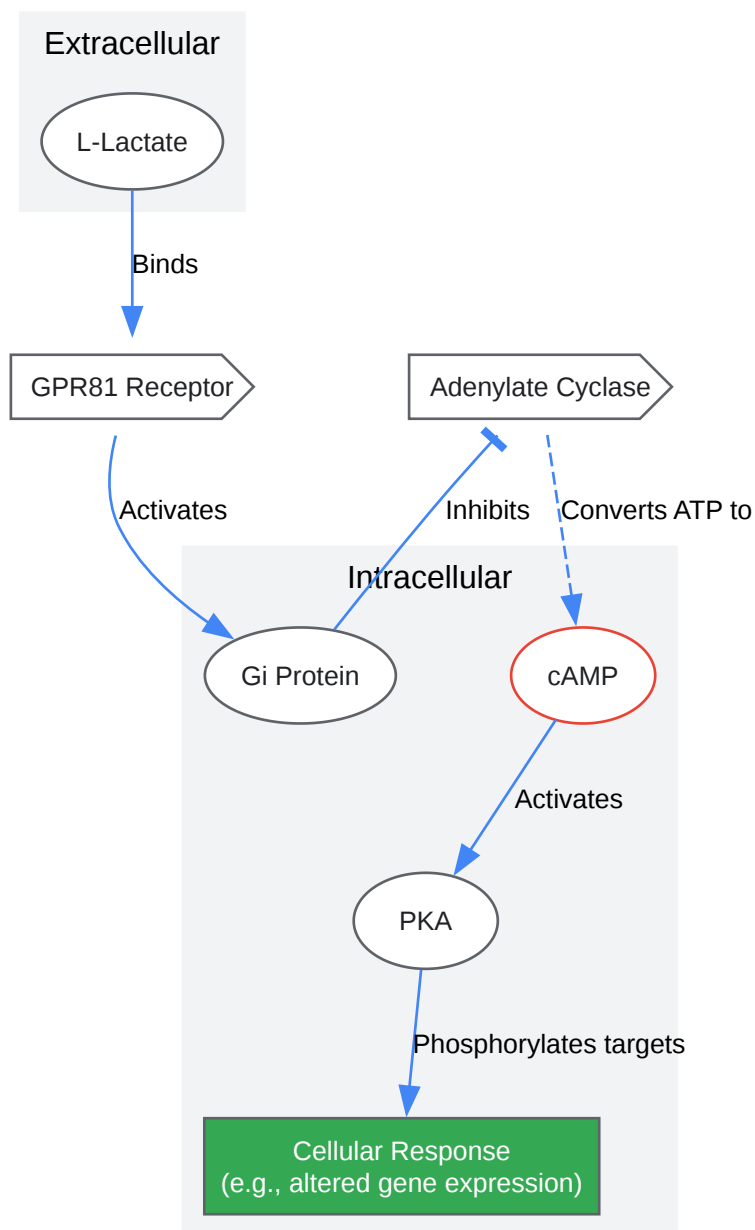 Extracellular
L-Lactate
Binds
GPR81 Receptor
Adenylate Cyclase
Activates
Inhibits
Converts ATP to
Intracellular
Gi Protein
cAMP
Activates
PKA
Phosphorylates targets
Cellular Response
(e.g., altered gene expression)